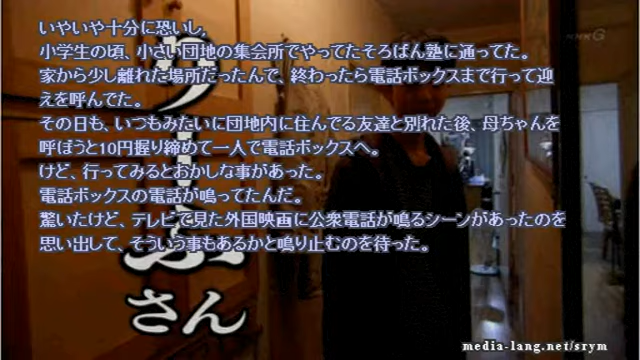 いやいや十分に恐いし,
小学生の頃、小さい団地の集会所でやってたそろばん塾に通ってた。
家から少し離れた場所だったんで、終わったら電話ボックスまで行って迎
えを呼んでた。
その日も、いつもみたいに団地内に住んでる友達と別れた後、母ちゃんを
呼ぼうと10円握り締めて一人で電話ボックスへ。
けど、行ってみるとおかしな事があった。
電話ボックスの電話が鳴ってたんだ。
驚いたけど、テレビで見た外国映画に公衆電話が鳴るシーンがあったのを
思い出して、そういう事もあるかと鳴り止むのを待った。
さん
NHK G
media-lang.net/srym